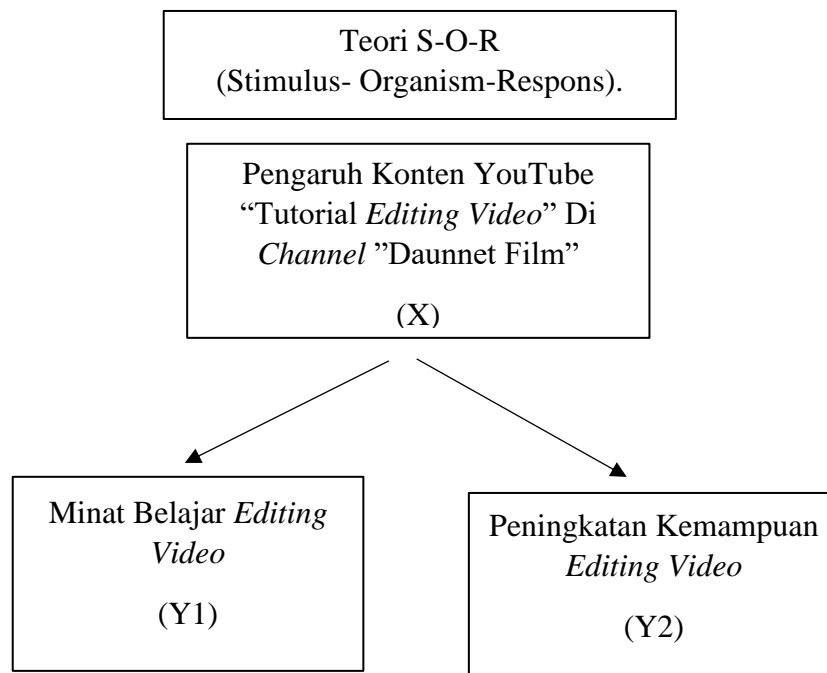 Teori S-O-R
(Stimulus- Organism-Respons).
Pengaruh Konten YouTube
“Tutorial Editing Video” Di
Channel ”Daunnet Film”
(X)
Minat Belajar Editing
Video
(Y1)
Peningkatan Kemampuan
Editing Video
(Y2)